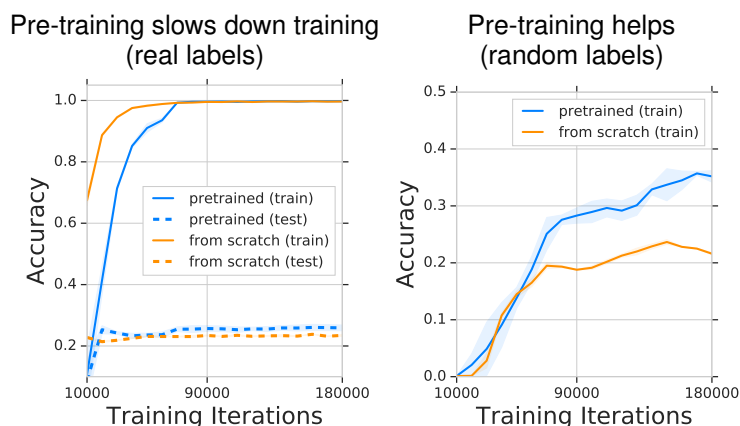 Pre-training slows down training
(real labels)
Accuracy
1.0
0.8
0.6
0.4
0.2
pretrained (train)
pretrained (test)
from scratch (train)
from scratch (test)
10000
90000
180000
Training Iterations
Pre-training helps
(random labels)
Accuracy
0.5
0.4
0.3
0.2
0.1
0.0
pretrained (train)
from scratch (train)
10000
90000
180000
Training Iterations